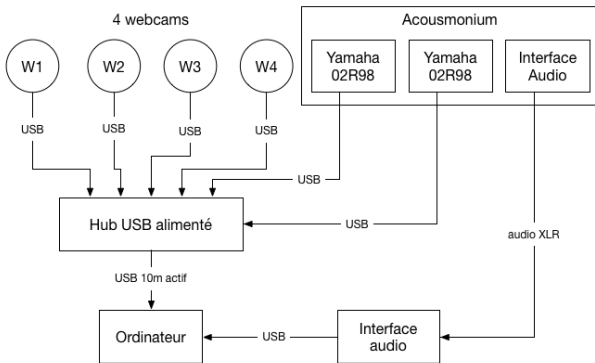 4 webcams
Acousmonium
W1
W2
W3
W4
Yamaha
02R98
Yamaha
02R98
Interface
Audio
USB
USB
USB
USB
USB
USB
Hub USB alimenté
audio XLR
USB 10m actif
Ordinateur
USB
Interface
audio